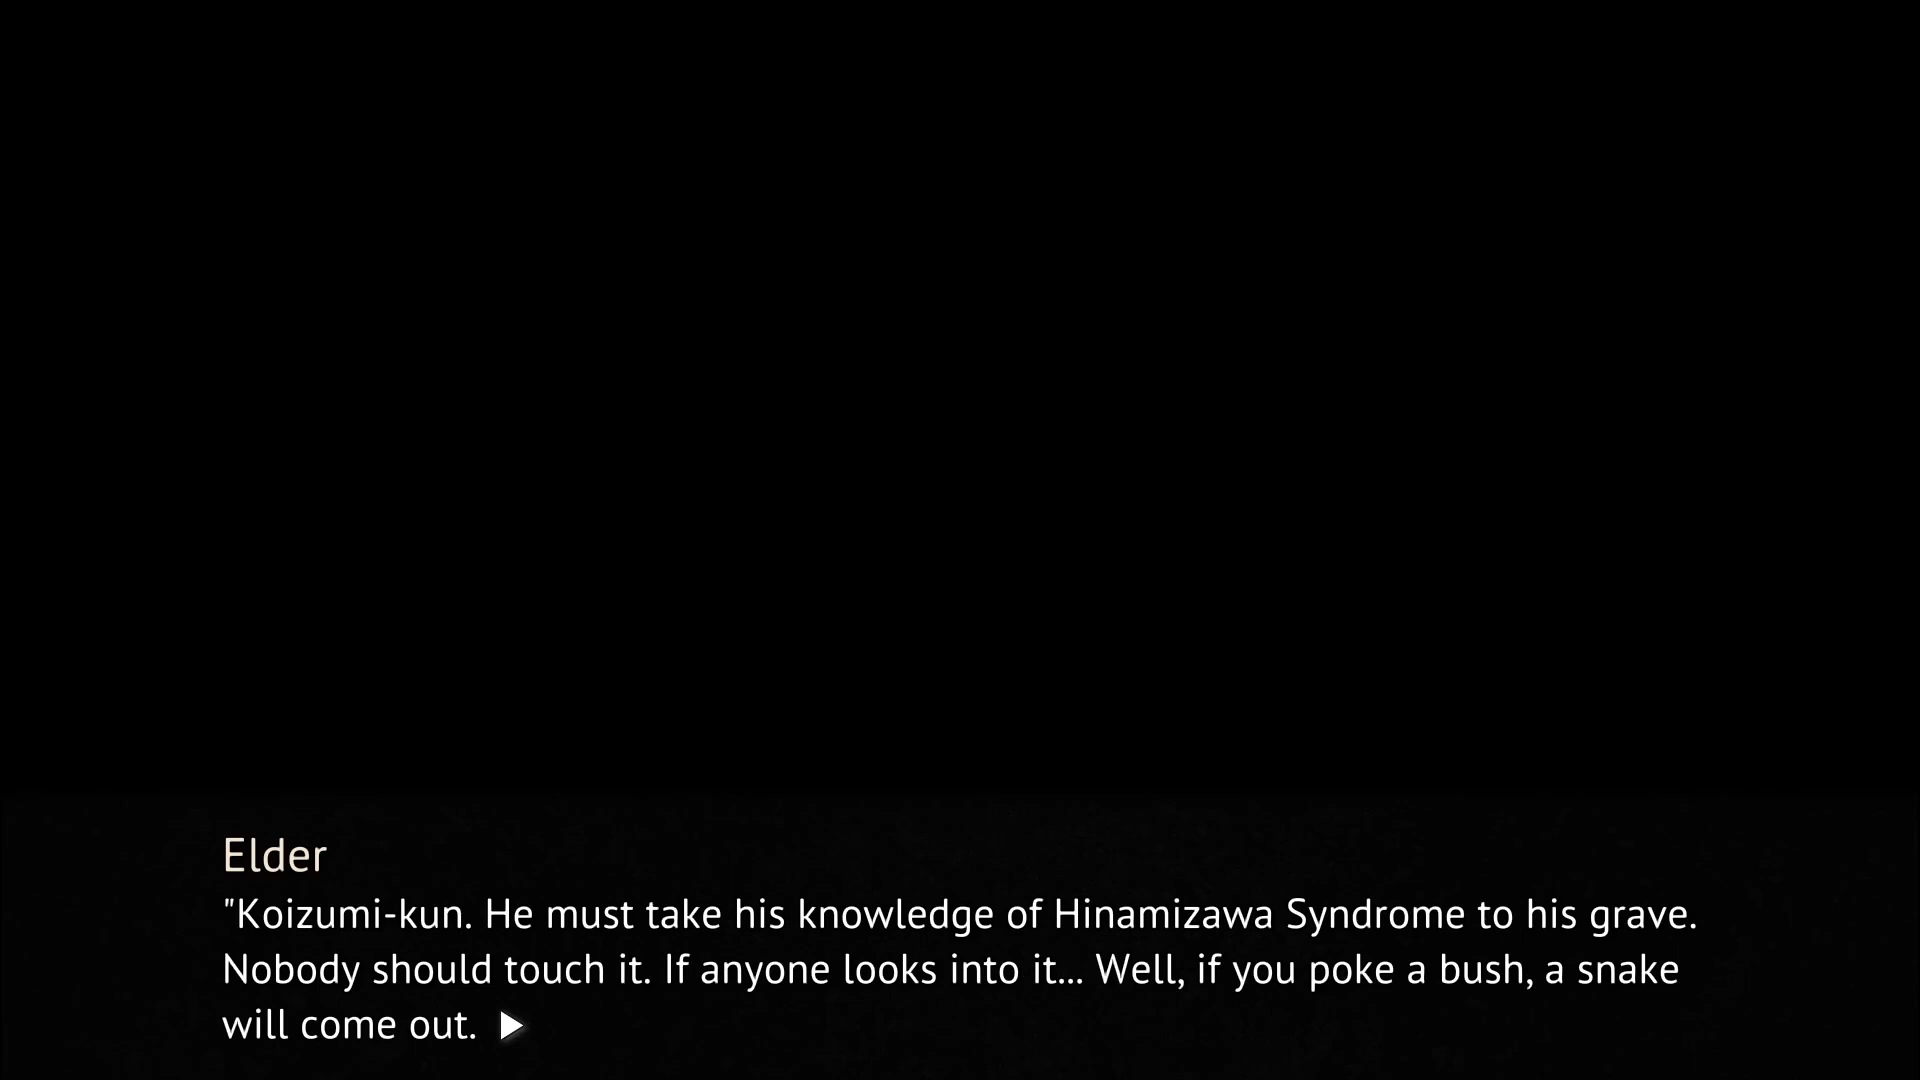 Elder
"Koizumi-kun. He must take his knowledge of Hinamizawa Syndrome to his grave.
Nobody should touch it. If anyone looks into it... Well, if you poke a bush, a snake
will come out.